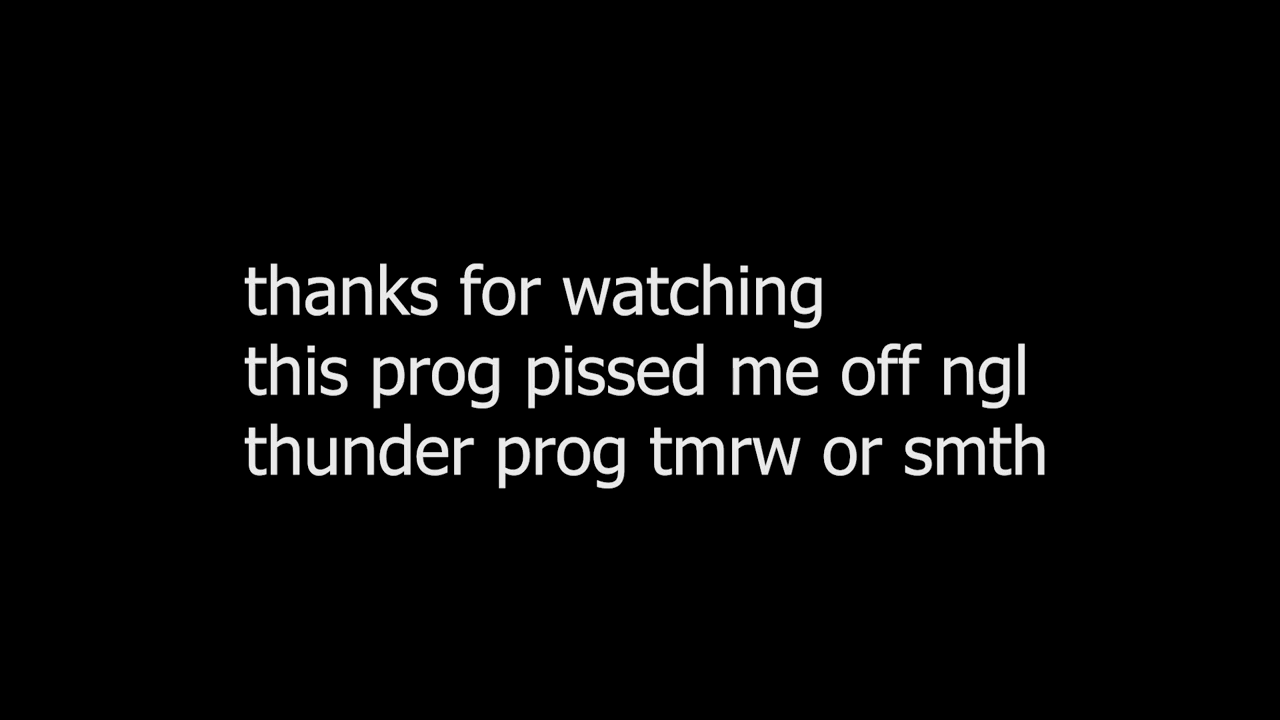 thanks for watching
this prog pissed me off ngl
thunder prog tmrw or smth